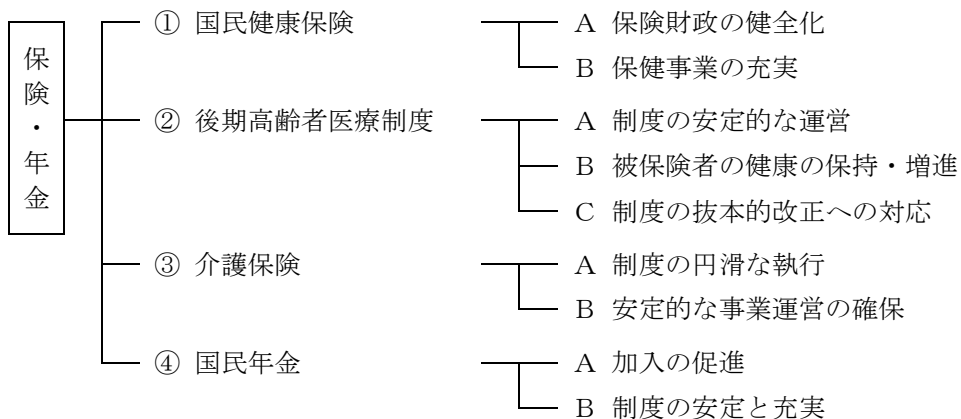 保険・年金
① 国民健康保険
A 保険財政の健全化
B 保健事業の充実
② 後期高齢者医療制度
A 制度の安定的な運営
B 被保険者の健康の保持・増進
C 制度の抜本的改正への対応
③ 介護保険
A 制度の円滑な執行
B 安定的な事業運営の確保
④ 国民年金
A 加入の促進
B 制度の安定と充実